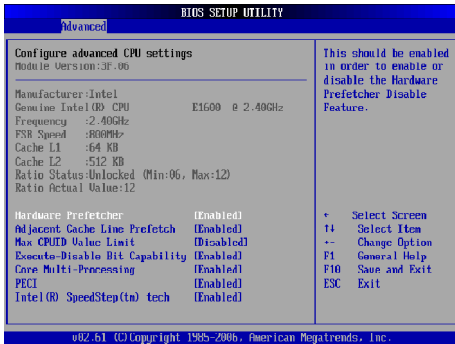 BIOS SETUP UTILITY
Advanced
Configure advanced CPU settings
Module Version:3F.06
Manufacturer:Intel
Genuine Intel(R) CPU E1600 @ 2.40GHz
Frequency :2.40GHz
FSB Speed :800MHz
Cache L1 :64 KB
Cache L2 :512 KB
Ratio Status:Unlocked (Min:06, Max:12)
Ratio Actual Value:12
Hardware Prefetcher [Enabled]
Adjacent Cache Line Prefetch [Enabled]
Max CPUID Value Limit [Disabled]
Execute-Disable Bit Capability [Enabled]
Core Multi-Processing [Enabled]
PECI [Enabled]
Intel(R) SpeedStep(tm) tech [Enabled]
This should be enabled
in order to enable or
disable the Hardware
Prefetcher Disable
Feature.
← Select Screen
↑↓ Select Item
+- Change Option
F1 General Help
F10 Save and Exit
ESC Exit
v02.61 (C)Copyright 1985-2006, American Megatrends, Inc.